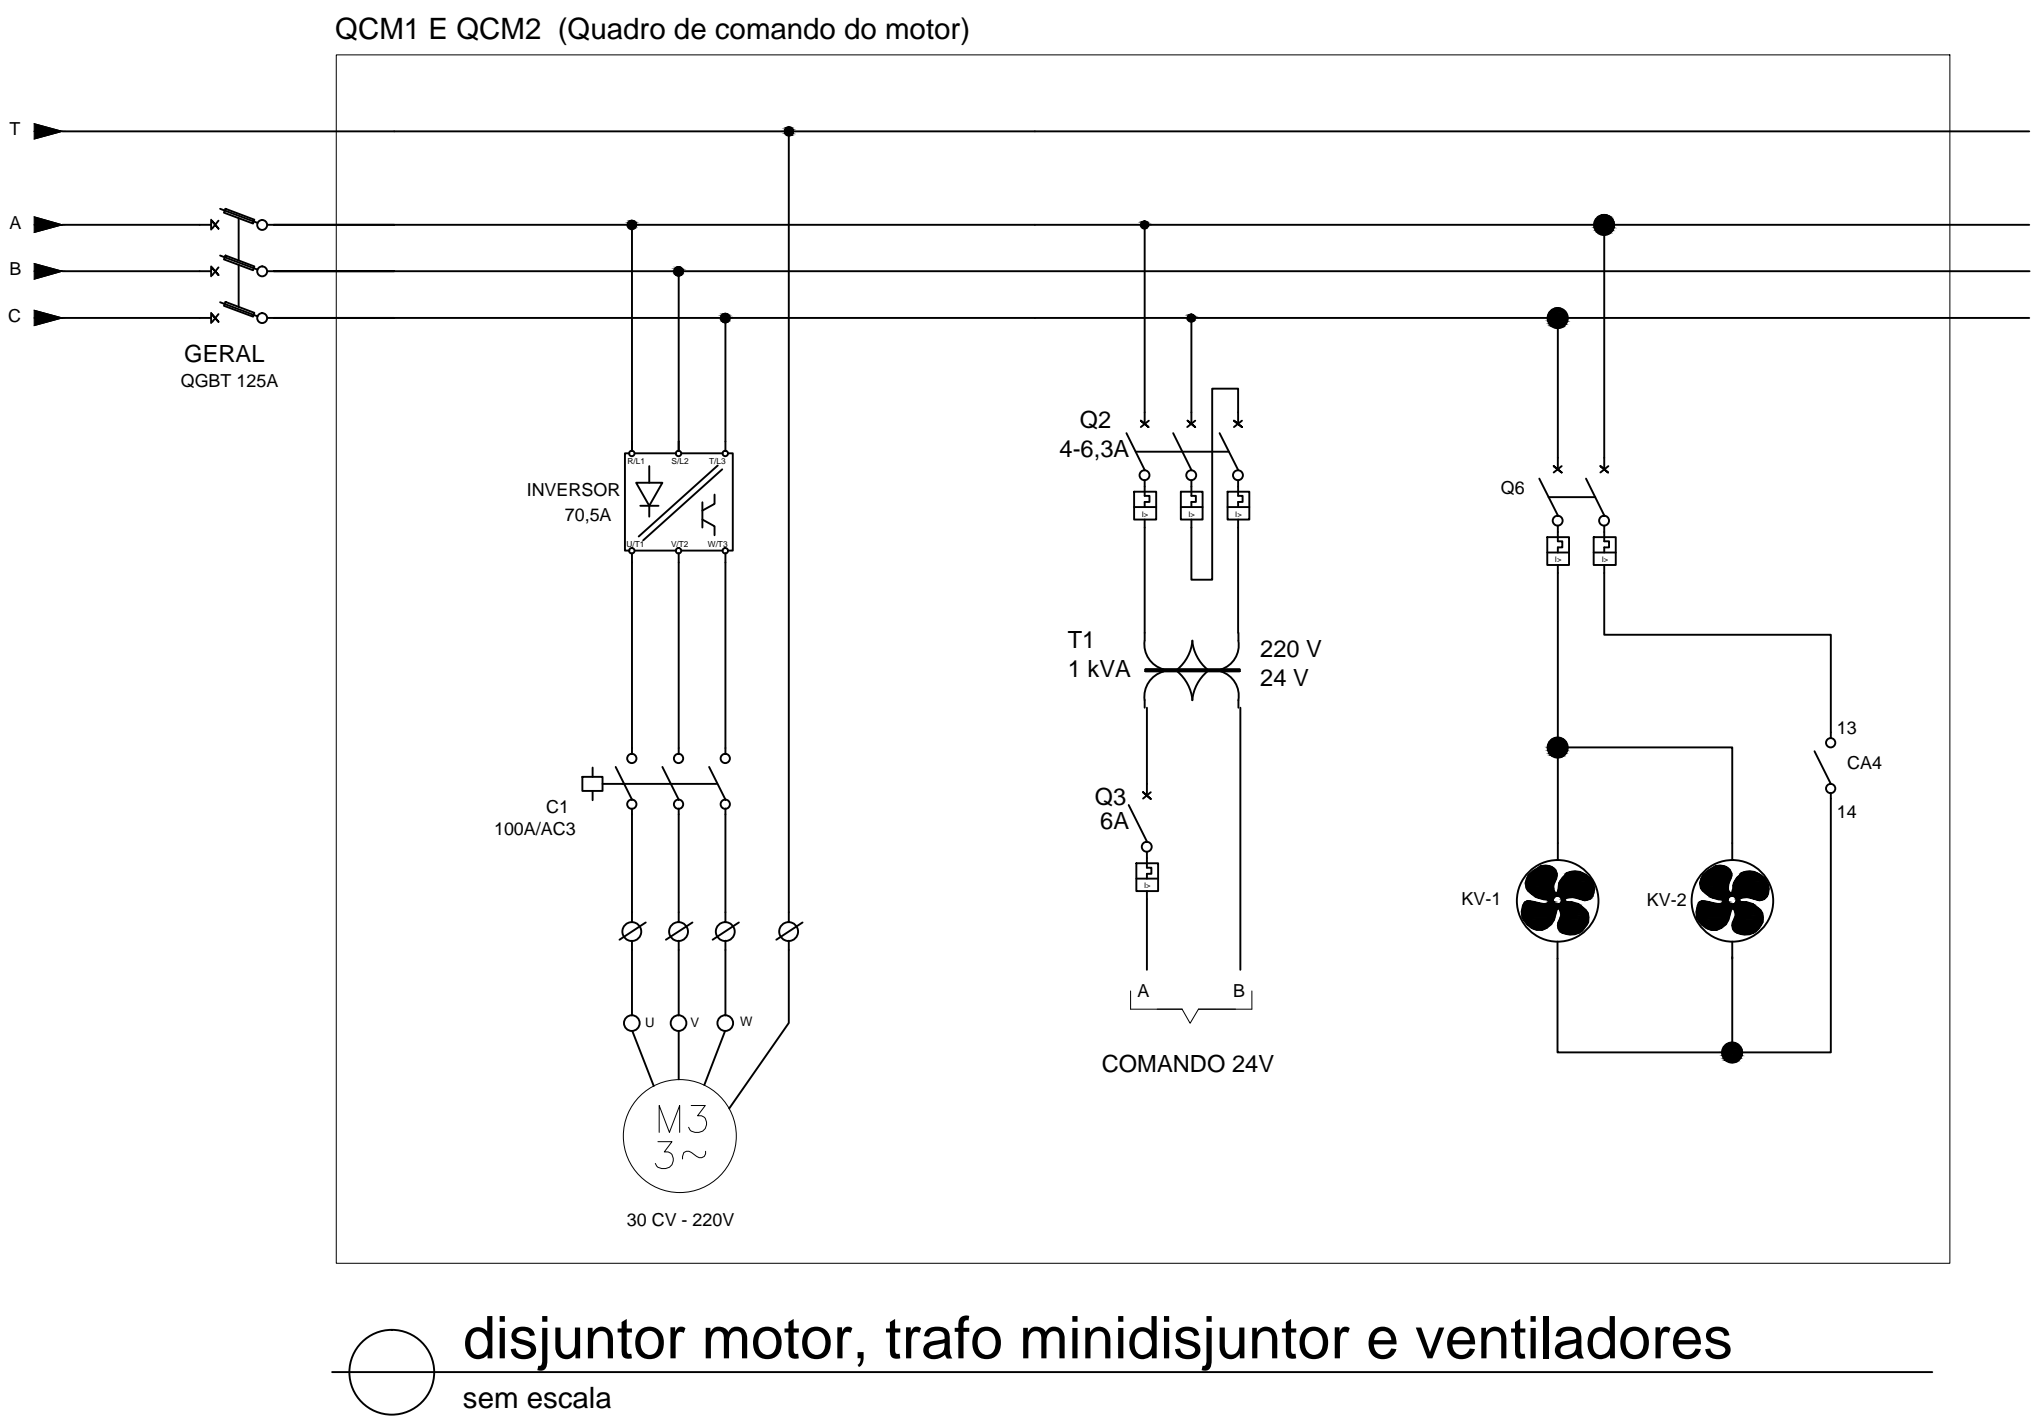 QCM1 E QCM2 (Quadro de comando do motor)
T
A
B
C
GERAL
QGBT 125A
R/L1 S/L2 T/L3
INVERSOR
70,5A
U/T1 V/T2 W/T3
C1
100A/AC3
U V W
M3
3~
30 CV - 220V
Q2
4-6,3A
I> I> I>
T1
1 kVA
220 V
24 V
Q3
6A
I>
A B
COMANDO 24V
Q6
I> I>
13
CA4
14
KV-1
KV-2
disjuntor motor, trafo minidisjuntor e ventiladores
sem escala